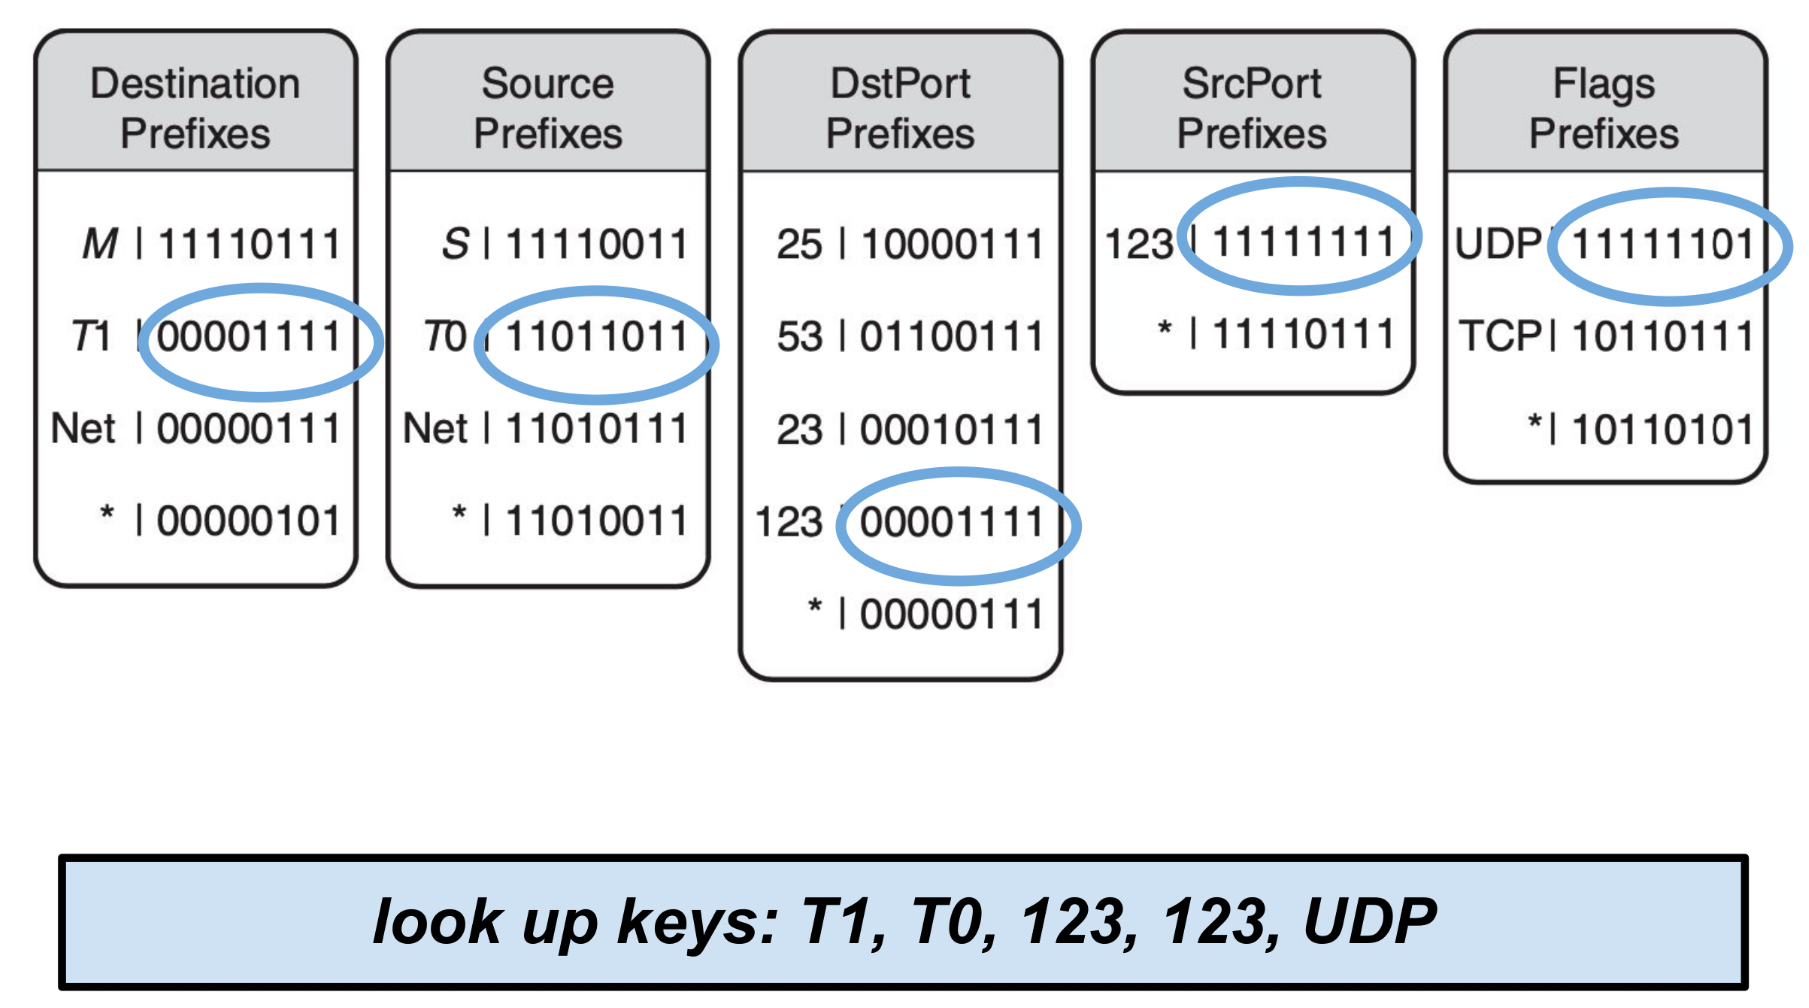 Destination
Prefixes
M | 11110111
T1 | 00001111
Net | 00000111
* | 00000101
Source
Prefixes
S | 11110011
T0 | 11011011
Net | 11010111
* | 11010011
DstPort
Prefixes
25 | 10000111
53 | 01100111
23 | 00010111
123 | 00001111
* | 00000111
SrcPort
Prefixes
123 | 11111111
* | 11110111
Flags
Prefixes
UDP | 11111101
TCP | 10110111
* | 10110101
look up keys: T1, T0, 123, 123, UDP